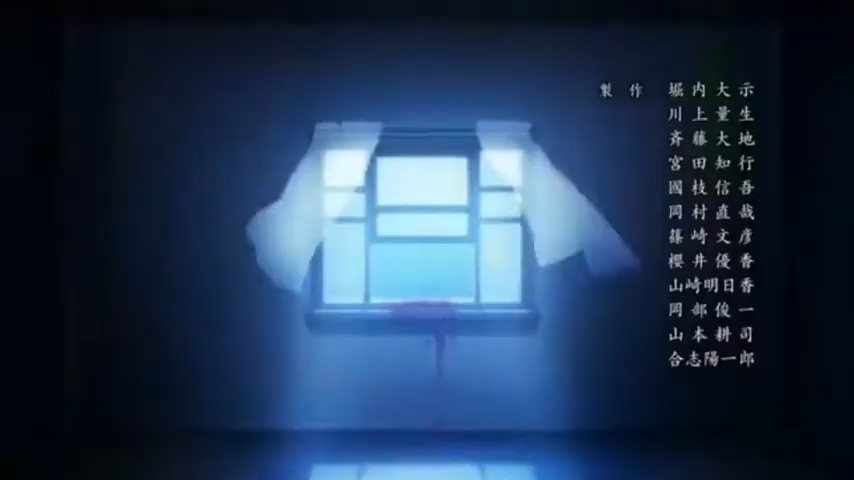 製作 堀内大示
川上量生
斉藤大地
宮田知行
國枝信吾
岡村直哉
篠崎文彦
櫻井優香
山崎明日香
岡部俊一
山本耕司
合志陽一郎